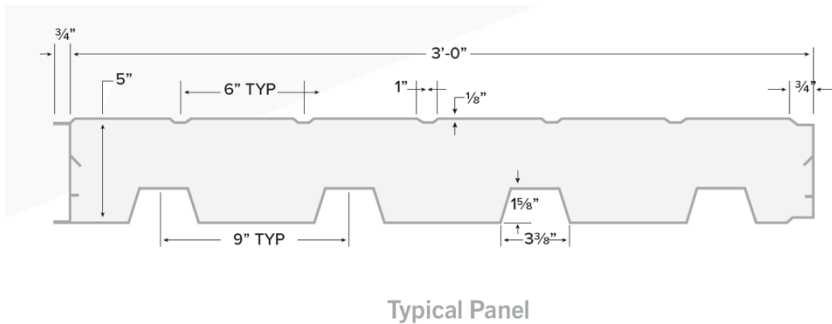 ¾”
3'-0”
5”
6” TYP
1”
⅛”
¾”
1⅝”
9” TYP
3⅜”
Typical Panel